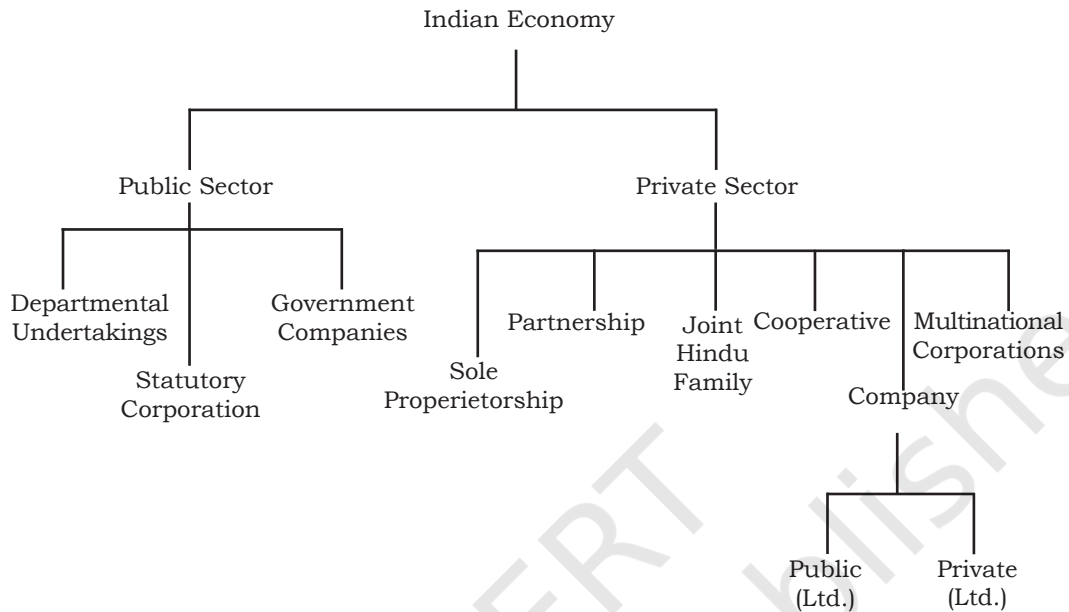 Indian Economy
Public Sector
Private Sector
Departmental
Undertakings
Statutory
Corporation
Government
Companies
Sole
Properietorship
Partnership
Joint
Hindu
Family
Cooperative
Company
Multinational
Corporations
Public
(Ltd.)
Private
(Ltd.)